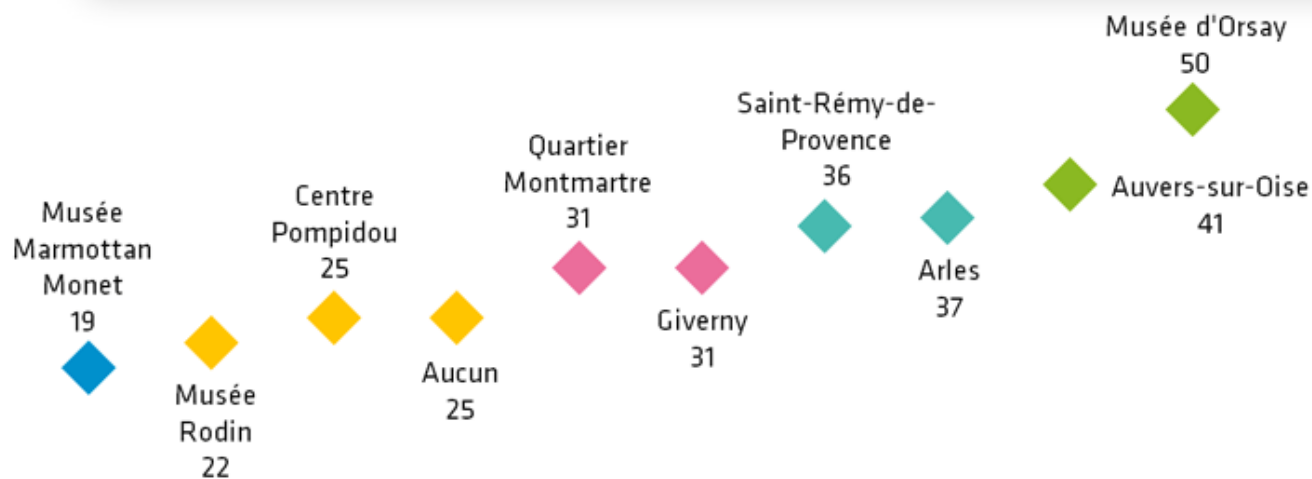 Musée
Marmottan
Monet
19
Musée
Rodin
22
Centre
Pompidou
25
Aucun
25
Quartier
Montmartre
31
Giverny
31
Saint-Rémy-de-
Provence
36
Arles
37
Auvers-sur-Oise
41
Musée d'Orsay
50